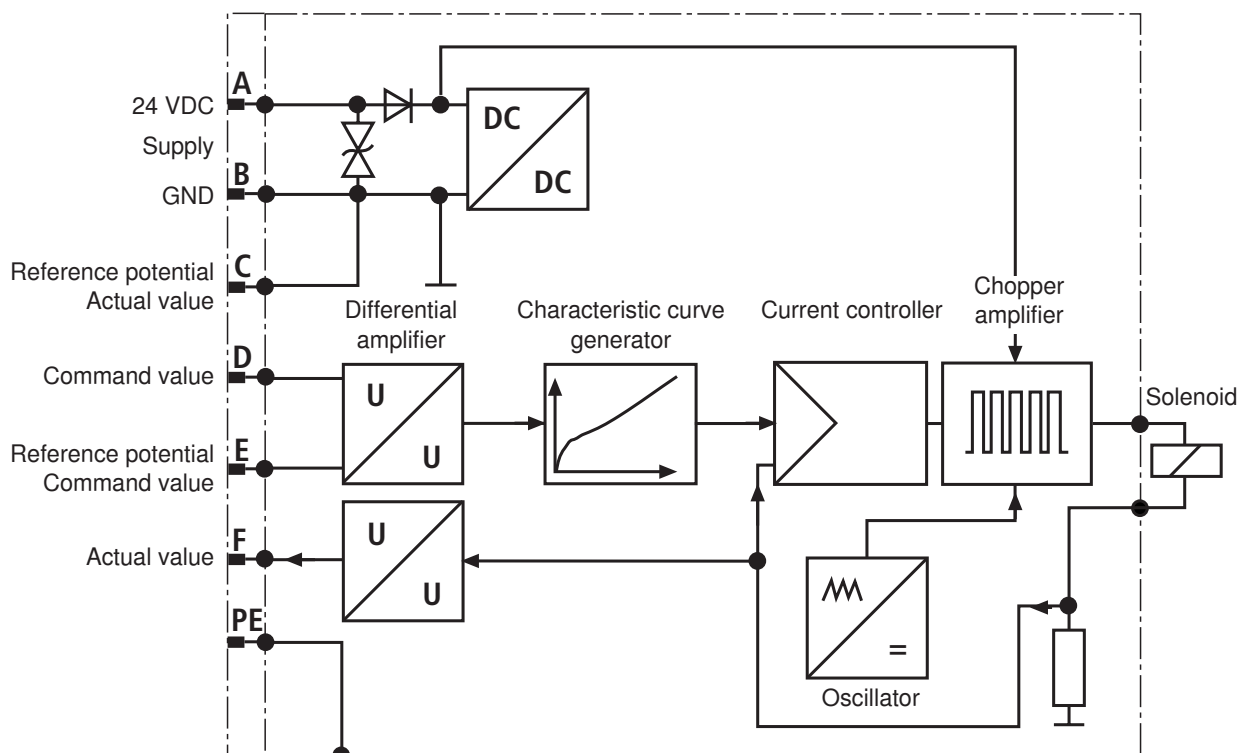 A
24 VDC
Supply
B
GND
DC
DC
C
Reference potential
Actual value
Differential
amplifier
Characteristic curve
generator
Current controller
Chopper
amplifier
D
Command value
U
U
Solenoid
E
Reference potential
Command value
F
Actual value
U
U
=
Oscillator
PE